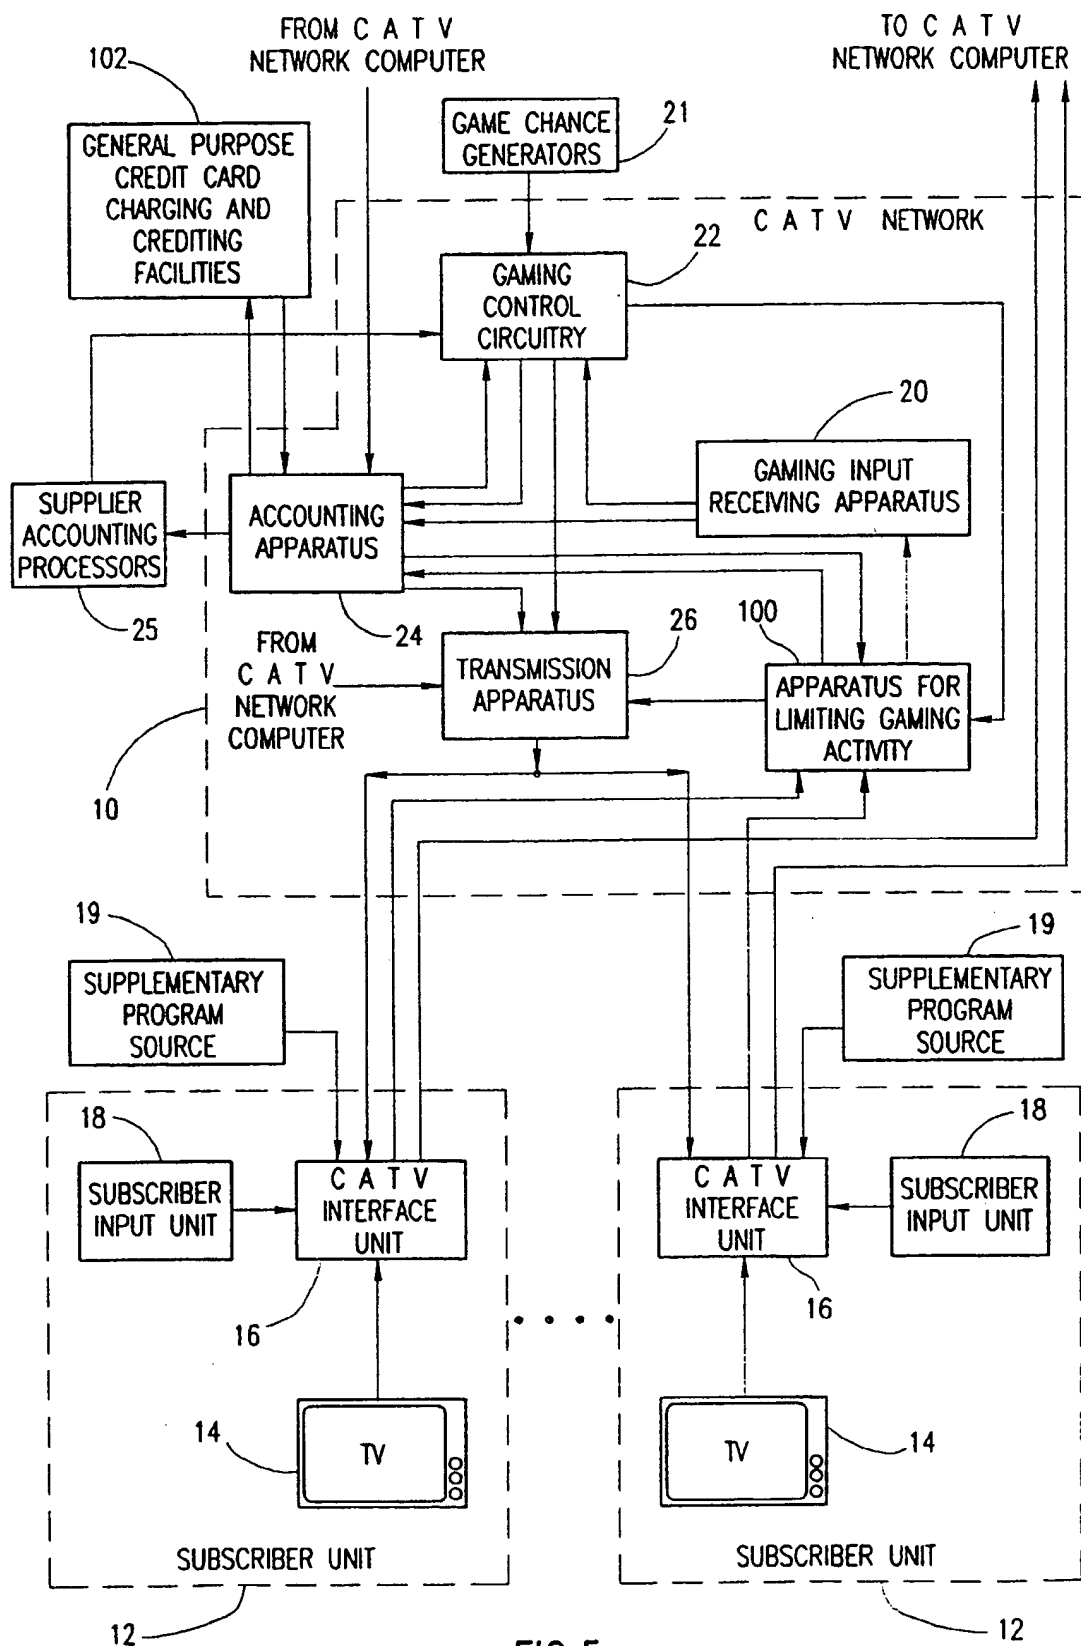 FROM C A T V
NETWORK COMPUTER
TO C A T V
NETWORK COMPUTER
102
GENERAL PURPOSE
CREDIT CARD
CHARGING AND
CREDITING
FACILITIES
GAME CHANCE
GENERATORS
21
C A T V NETWORK
GAMING
CONTROL
CIRCUITRY
22
20
GAMING INPUT
RECEIVING APPARATUS
SUPPLIER
ACCOUNTING
PROCESSORS
25
ACCOUNTING
APPARATUS
24
FROM
C A T V
NETWORK
COMPUTER
TRANSMISSION
APPARATUS
26
100
APPARATUS FOR
LIMITING GAMING
ACTIVITY
10
19
SUPPLEMENTARY
PROGRAM
SOURCE
19
SUPPLEMENTARY
PROGRAM
SOURCE
18
SUBSCRIBER
INPUT UNIT
C A T V
INTERFACE
UNIT
16
C A T V
INTERFACE
UNIT
16
18
SUBSCRIBER
INPUT UNIT
14
TV
TV
14
SUBSCRIBER UNIT
SUBSCRIBER UNIT
12
12